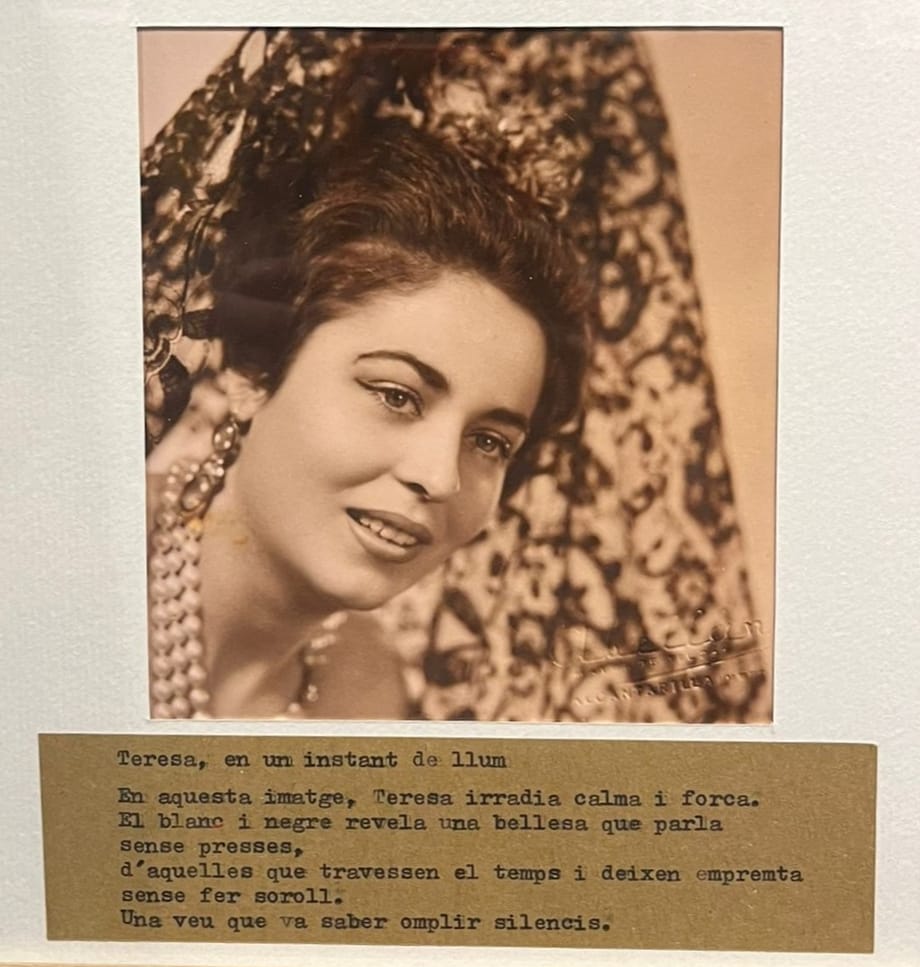 ALCANTARILLA
Teresa, en un instant de llum
En aquesta imatge, Teresa irradia calma i forca.
El blanc i negre revela una bellesa que parla
sense presses,
d'aquelles que travessen el temps i deixen empremta
sense fer soroll.
Una veu que va saber omplir silencis.